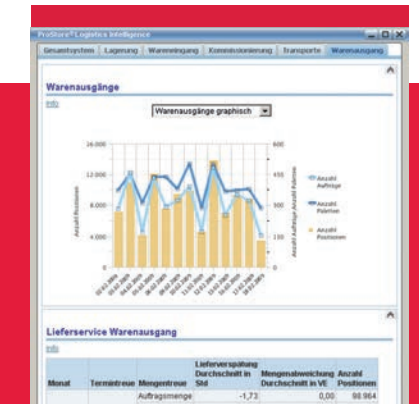 ProStore® Logistics Intelligence
Gesamtsystem Lagerung Wareneingang Kommissionierung Transporte Warenausgang
Warenausgänge
Info
Warenausgänge graphisch
16.000 600
12.000 450
8.000 300
4.000 150
0 0
Anzahl Positionen
Anzahl Aufträge Anzahl Paletten
Anzahl Aufträge
Anzahl Paletten
Anzahl Positionen
Lieferservice Warenausgang
Info
Monat Termintreue Mengentreue Lieferverspätung Durchschnitt in Std Mengenabweichung Durchschnitt in VE Anzahl Positionen
Auftragsmenge -1,73 0,00 98.964